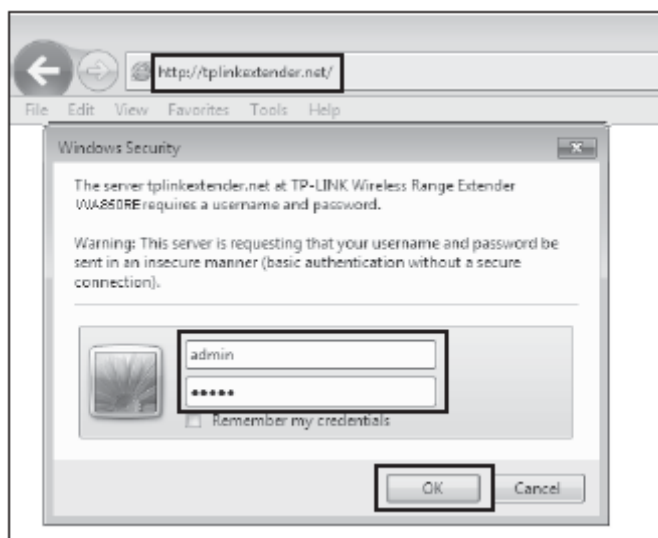 http://tplinkextender.net/
File Edit View Favorites Tools Help
Windows Security
The server tplinkextender.net at TP-LINK Wireless Range Extender
WA850RE requires a username and password.
Warning: This server is requesting that your username and password be
sent in an insecure manner (basic authentication without a secure
connection).
admin
•••••
Remember my credentials
OK Cancel